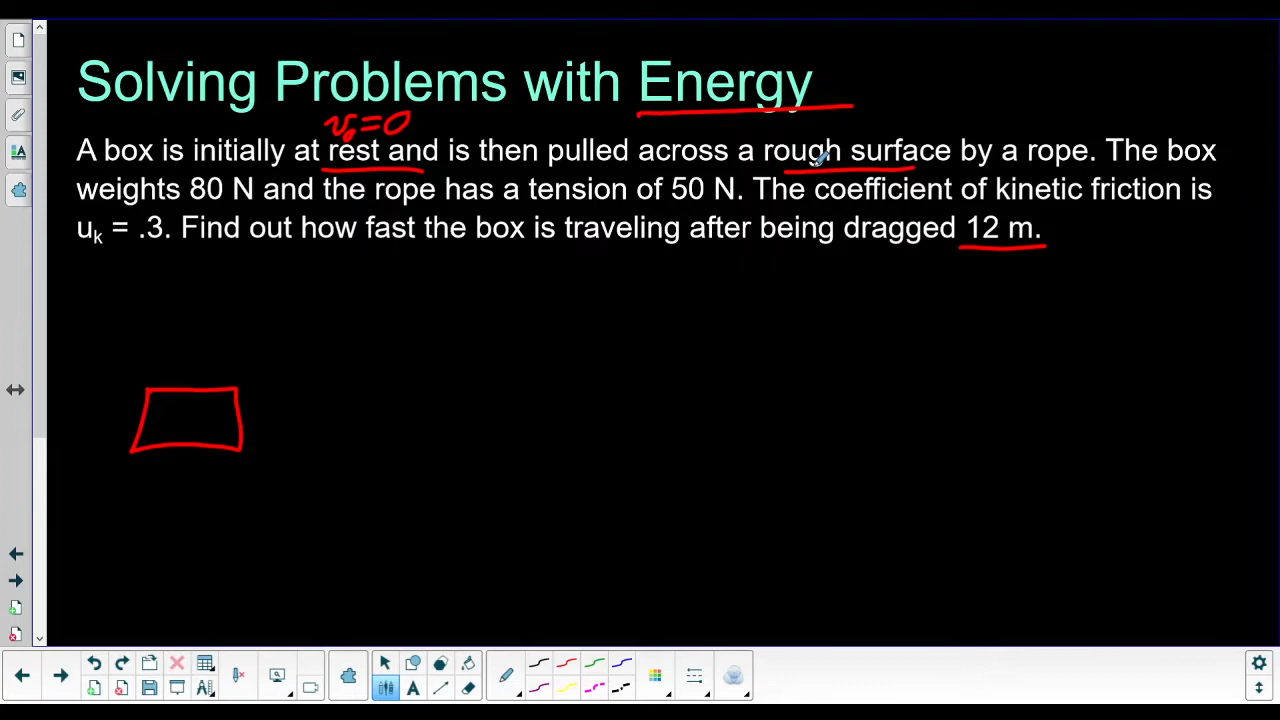 Solving Problems with Energy
v₀=0
A box is initially at rest and is then pulled across a rough surface by a rope. The box
weights 80 N and the rope has a tension of 50 N. The coefficient of kinetic friction is
uₖ = .3. Find out how fast the box is traveling after being dragged 12 m.